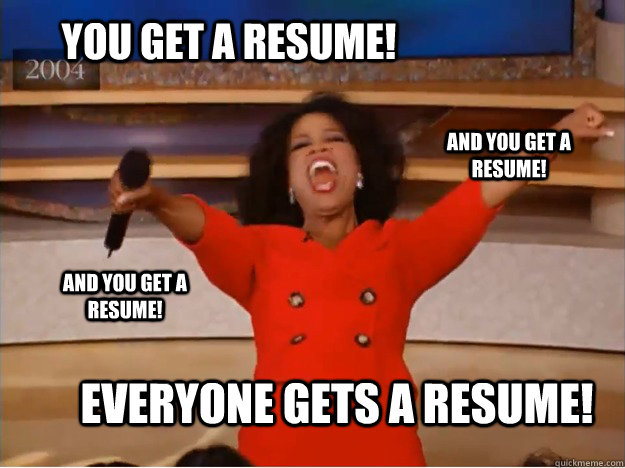 YOU GET A RESUME!
2004
AND YOU GET A
RESUME!
AND YOU GET A
RESUME!
EVERYONE GETS A RESUME!
quickmeme.com